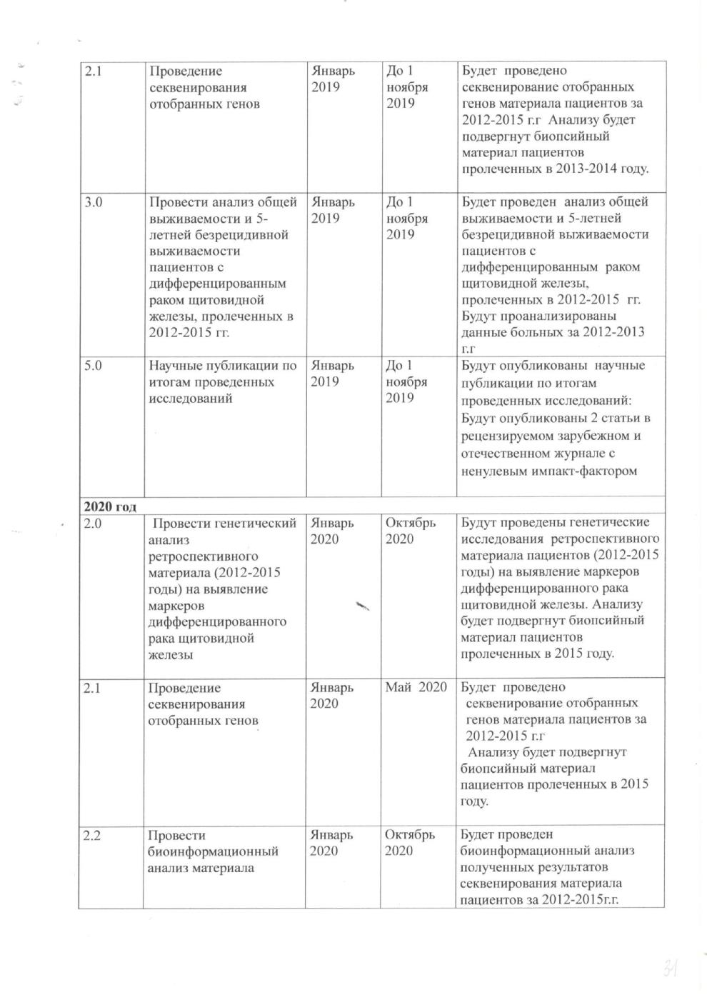 2.1
Проведение
секвенирования
отобранных генов
Январь
2019
До 1
ноября
2019
Будет проведено
секвенирование отобранных
генов материала пациентов за
2012-2015 г.г Анализу будет
подвергнут биопсийный
материал пациентов
пролеченных в 2013-2014 году.
3.0
Провести анализ общей
выживаемости и 5-
летней безрецидивной
выживаемости
пациентов с
дифференцированным
раком щитовидной
железы, пролеченных в
2012-2015 гг.
Январь
2019
До 1
ноября
2019
Будет проведен анализ общей
выживаемости и 5-летней
безрецидивной выживаемости
пациентов с
дифференцированным раком
щитовидной железы,
пролеченных в 2012-2015 гг.
Будут проанализированы
данные больных за 2012-2013
г.г
5.0
Научные публикации по
итогам проведенных
исследований
Январь
2019
До 1
ноября
2019
Будут опубликованы научные
публикации по итогам
проведенных исследований:
Будут опубликованы 2 статьи в
рецензируемом зарубежном и
отечественном журнале с
ненулевым импакт-фактором
2020 год
2.0
Провести генетический
анализ
ретроспективного
материала (2012-2015
годы) на выявление
маркеров
дифференцированного
рака щитовидной
железы
Январь
2020
Октябрь
2020
Будут проведены генетические
исследования ретроспективного
материала пациентов (2012-2015
годы) на выявление маркеров
дифференцированного рака
щитовидной железы. Анализу
будет подвергнут биопсийный
материал пациентов
пролеченных в 2015 году.
2.1
Проведение
секвенирования
отобранных генов
Январь
2020
Май 2020
Будет проведено
секвенирование отобранных
генов материала пациентов за
2012-2015 г.г
Анализу будет подвергнут
биопсийный материал
пациентов пролеченных в 2015
году.
2.2
Провести
биоинформационный
анализ материала
Январь
2020
Октябрь
2020
Будет проведен
биоинформационный анализ
полученных результатов
секвенирования материала
пациентов за 2012-2015г.г.
31